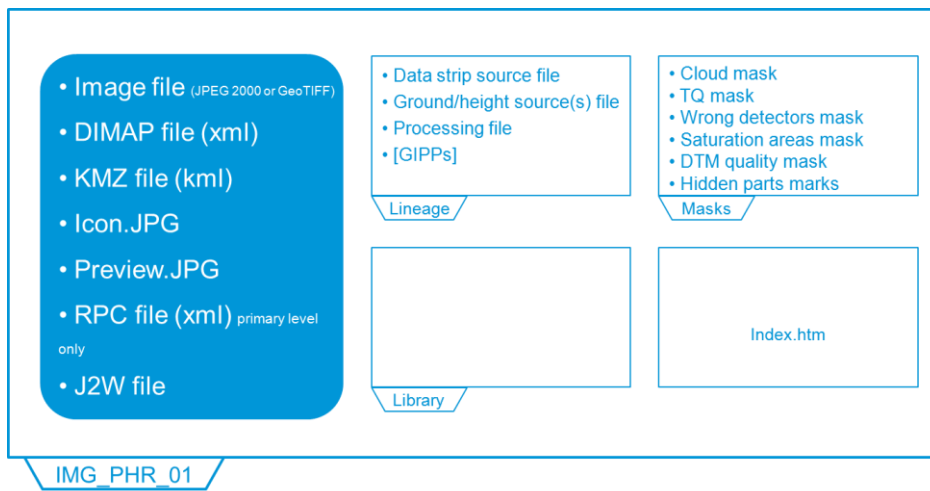 • Image file (JPEG 2000 or GeoTIFF)
• DIMAP file (xml)
• KMZ file (kml)
• Icon.JPG
• Preview.JPG
• RPC file (xml) primary level
only
• J2W file
• Data strip source file
• Ground/height source(s) file
• Processing file
• [GIPPs]
Lineage
• Cloud mask
• TQ mask
• Wrong detectors mask
• Saturation areas mask
• DTM quality mask
• Hidden parts marks
Masks
Library
Index.htm
IMG_PHR_01